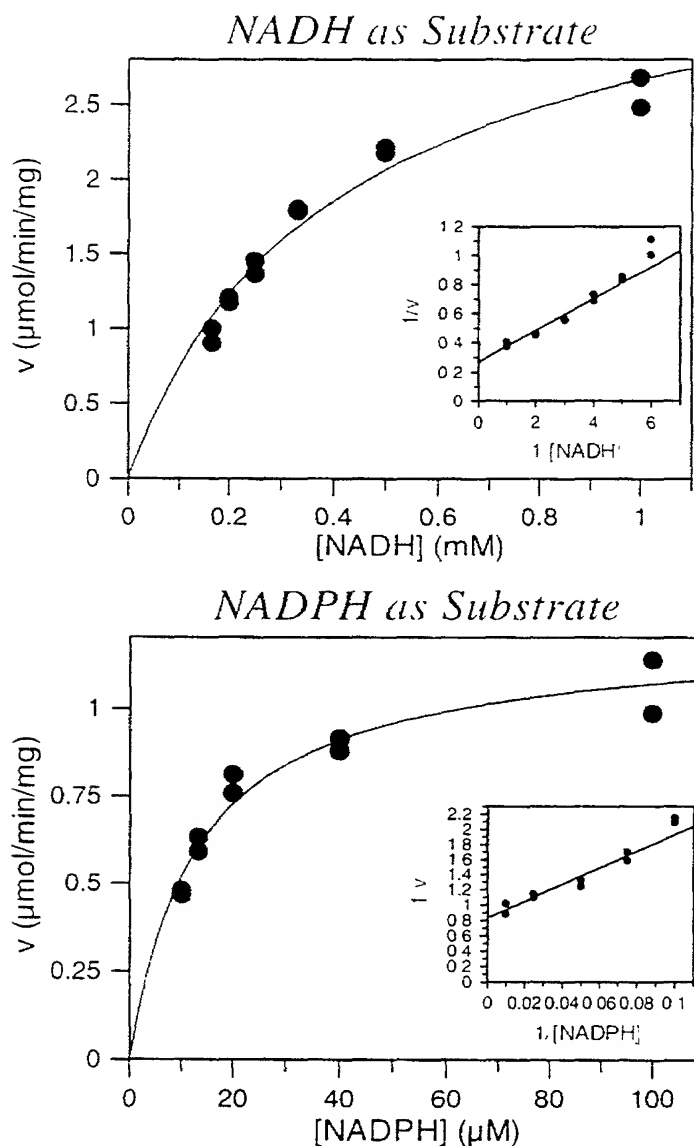 NADH as Substrate
2.5
2
1.5
1
0.5
0
v (µmol/min/mg)
0 0.2 0.4 0.6 0.8 1
[NADH] (mM)
1 2
1
0 8
0 6
0 4
0 2
0
1/v
0 2 4 6
1 [NADH'
NADPH as Substrate
1
0.75
0.5
0.25
0
v (µmol/min/mg)
0 20 40 60 80 100
[NADPH] (µM)
2.2
2
1.8
1.6
1.4
1.2
1
0 8
0 6
0 4
0 2
0
1 v
0 0.02 0 04 0 06 0.08 0 1
1, [NADPH]